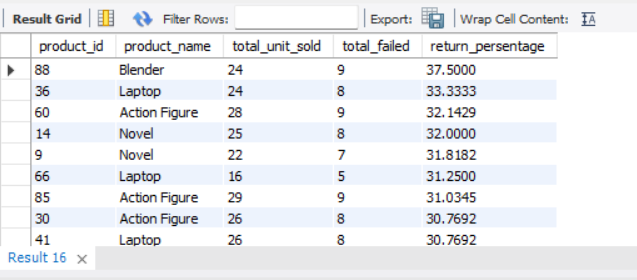 Result Grid Filter Rows: Export: Wrap Cell Content: IA
product_id product_name total_unit_sold total_failed return_persentage
88 Blender 24 9 37.5000
36 Laptop 24 8 33.3333
60 Action Figure 28 9 32.1429
14 Novel 25 8 32.0000
9 Novel 22 7 31.8182
66 Laptop 16 5 31.2500
85 Action Figure 29 9 31.0345
30 Action Figure 26 8 30.7692
41 Laptop 26 8 30.7692
Result 16 ×